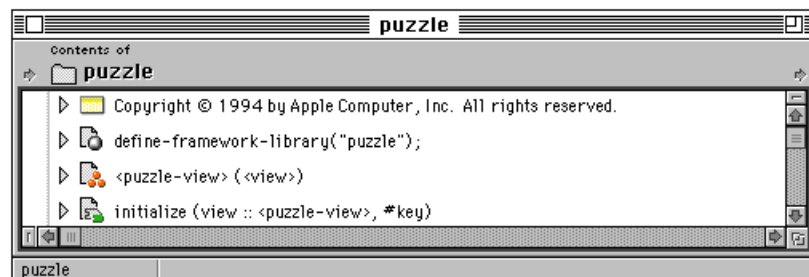 puzzle
Contents of
puzzle
Copyright © 1994 by Apple Computer, Inc. All rights reserved.
define-framework-library("puzzle");
<puzzle-view> (<view>)
initialize (view :: <puzzle-view>, #key)
puzzle